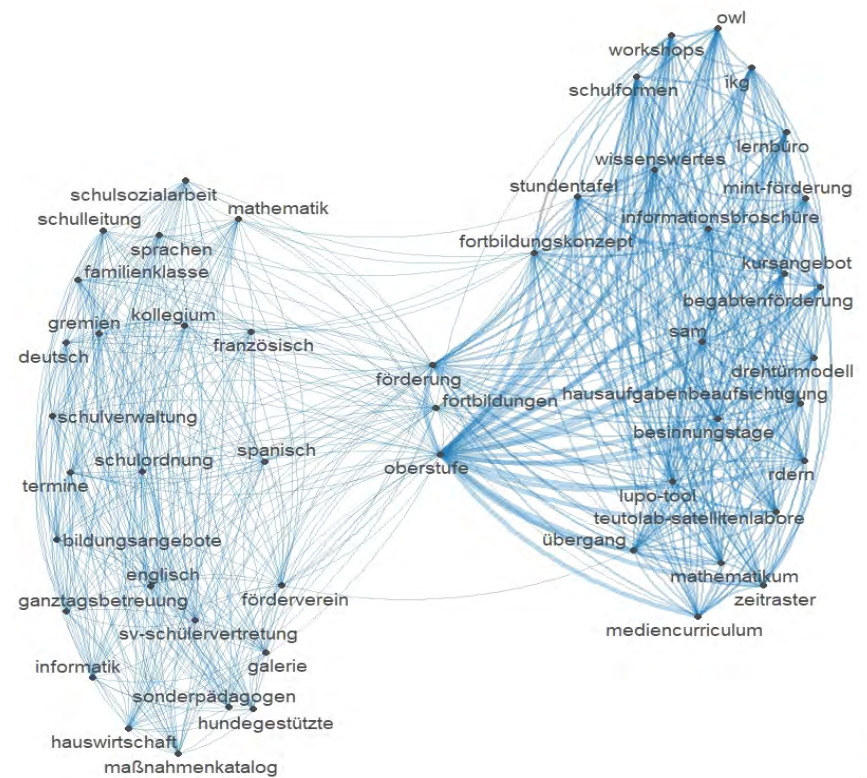 owl
workshops
ikg
schulformen
lernbüro
wissenswertes
stundentafel
mint-förderung
schulsozialarbeit
mathematik
schulleitung
informationsbroschüre
sprachen
fortbildungskonzept
kursangebot
familienklasse
begabtenförderung
gremien
kollegium
sam
deutsch
französisch
drehtürmodell
förderung
hausaufgabenbeaufsichtigung
fortbildungen
schulverwaltung
besinnungstage
schulordnung
spanisch
oberstufe
rdern
termine
lupo-tool
teutolab-satellitenlabore
bildungsangebote
übergang
englisch
mathematikum
ganztagsbetreuung
förderverein
zeitraster
sv-schülervertretung
mediencurriculum
informatik
galerie
sonderpädagogen
hundegestützte
hauswirtschaft
maßnahmenkatalog